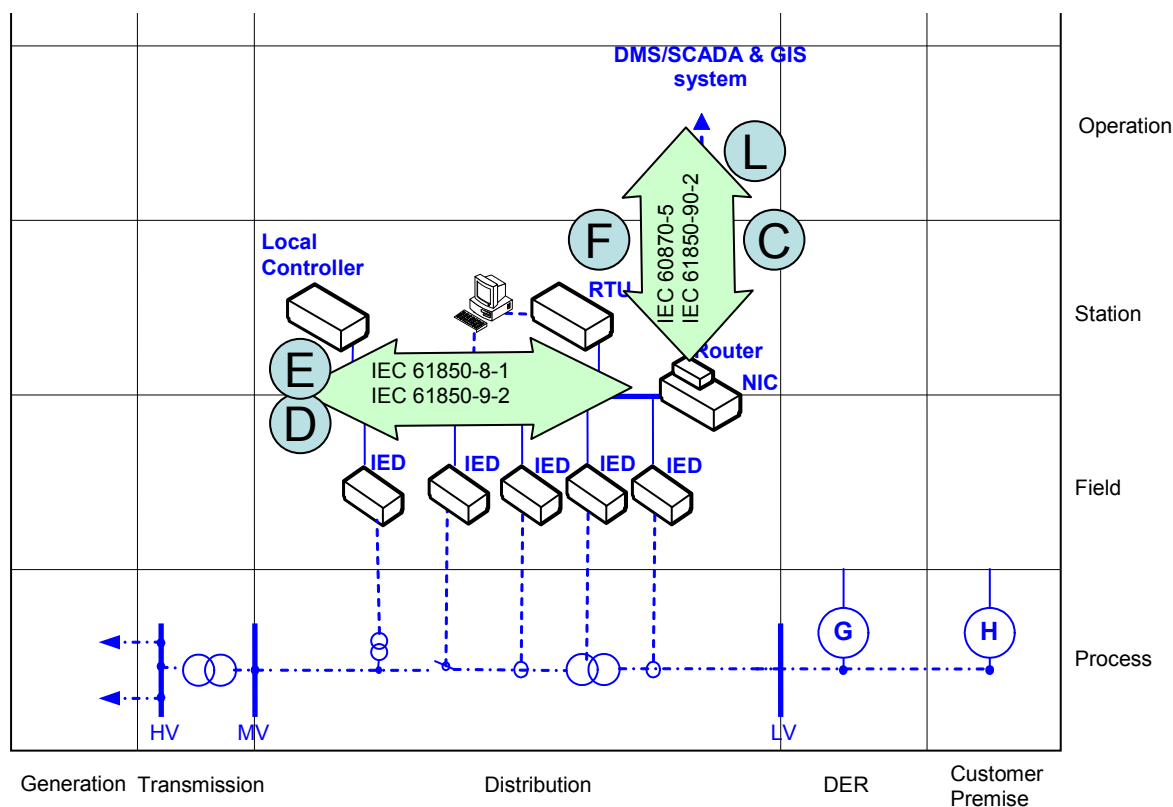 DMS/SCADA & GIS
system
Operation
L
F
C
IEC 60870-5
IEC 61850-90-2
Local
Controller
RTU
Station
Router
NIC
E
D
IEC 61850-8-1
IEC 61850-9-2
IED
IED
IED
IED
IED
Field
G
H
Process
HV
MV
LV
Generation
Transmission
Distribution
DER
Customer
Premise